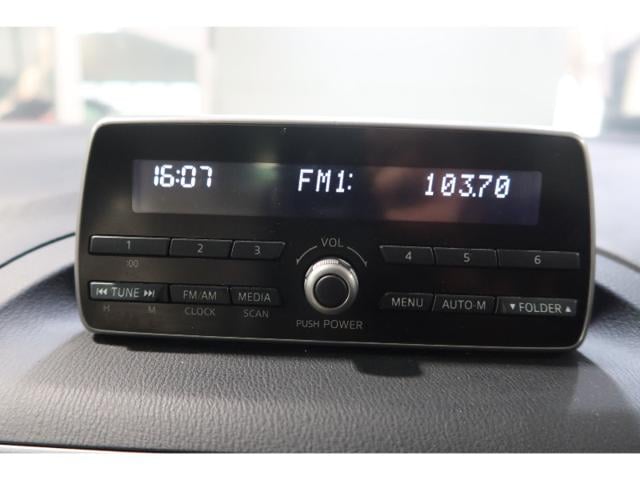 16:07 FM1: 103.70
VOL
1 2 3 4 5 6
:00
⏮ TUNE ⏭ FM/AM MEDIA MENU AUTO-M ▼ FOLDER ▲
H M CLOCK SCAN PUSH POWER